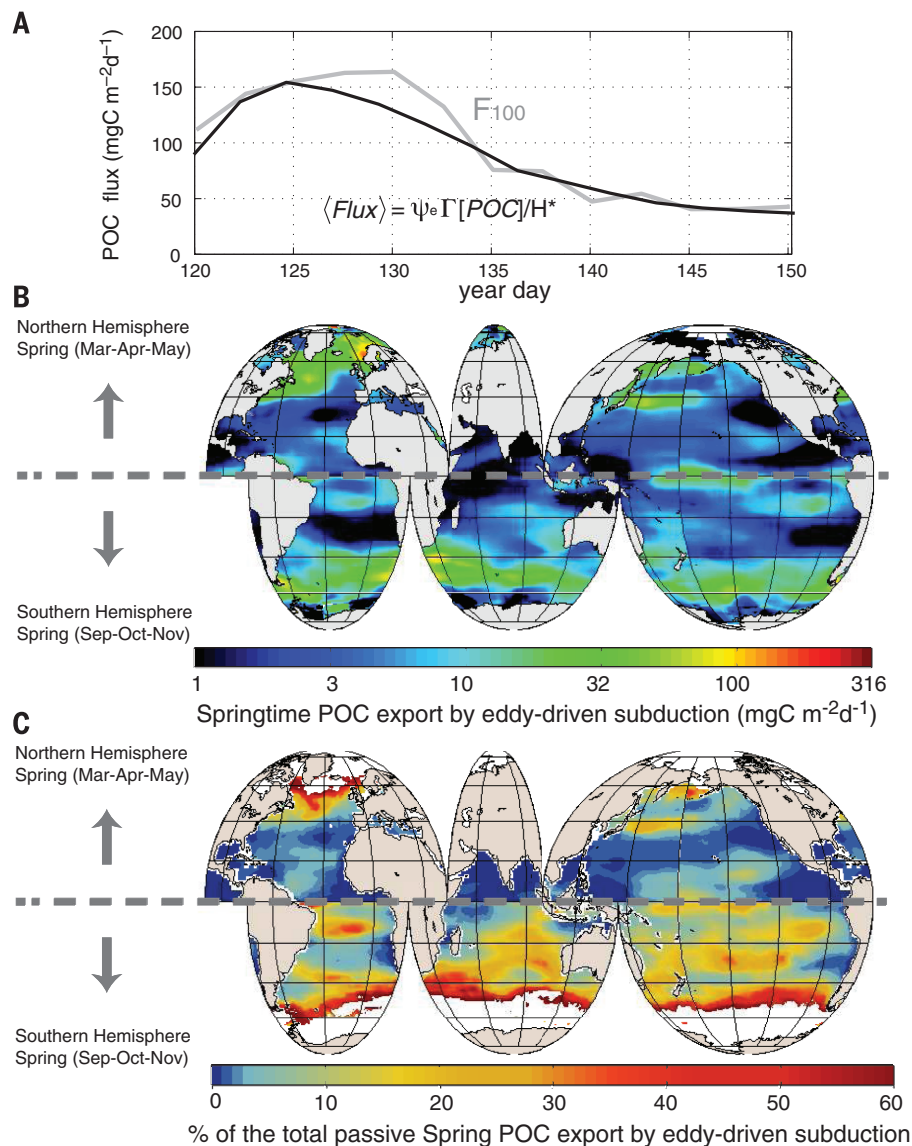 A
200
150
100
50
0
POC flux (mgC m⁻²d⁻¹)
F₁₀₀
⟨Flux⟩ = ψₑ Γ[POC]/H*
120 125 130 135 140 145 150
year day
B
Northern Hemisphere
Spring (Mar-Apr-May)
Southern Hemisphere
Spring (Sep-Oct-Nov)
1 3 10 32 100 316
Springtime POC export by eddy-driven subduction (mgC m⁻²d⁻¹)
C
Northern Hemisphere
Spring (Mar-Apr-May)
Southern Hemisphere
Spring (Sep-Oct-Nov)
0 10 20 30 40 50 60
% of the total passive Spring POC export by eddy-driven subduction